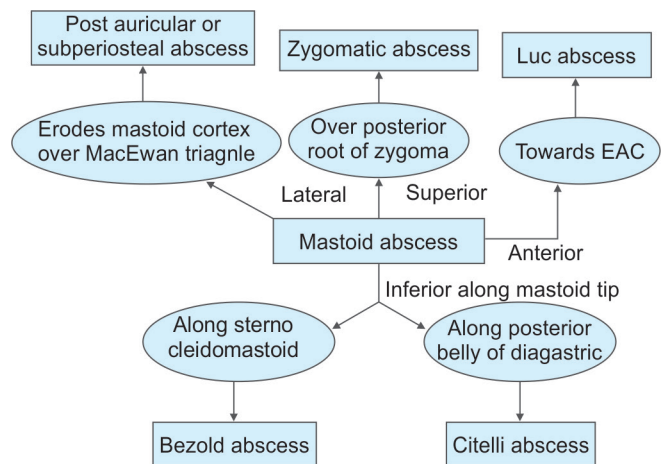 Post auricular or
subperiosteal abscess
Zygomatic abscess
Luc abscess
Erodes mastoid cortex
over MacEwan triagnle
Over posterior
root of zygoma
Towards EAC
Lateral
Superior
Mastoid abscess
Anterior
Inferior along mastoid tip
Along sterno
cleidomastoid
Along posterior
belly of diagastric
Bezold abscess
Citelli abscess